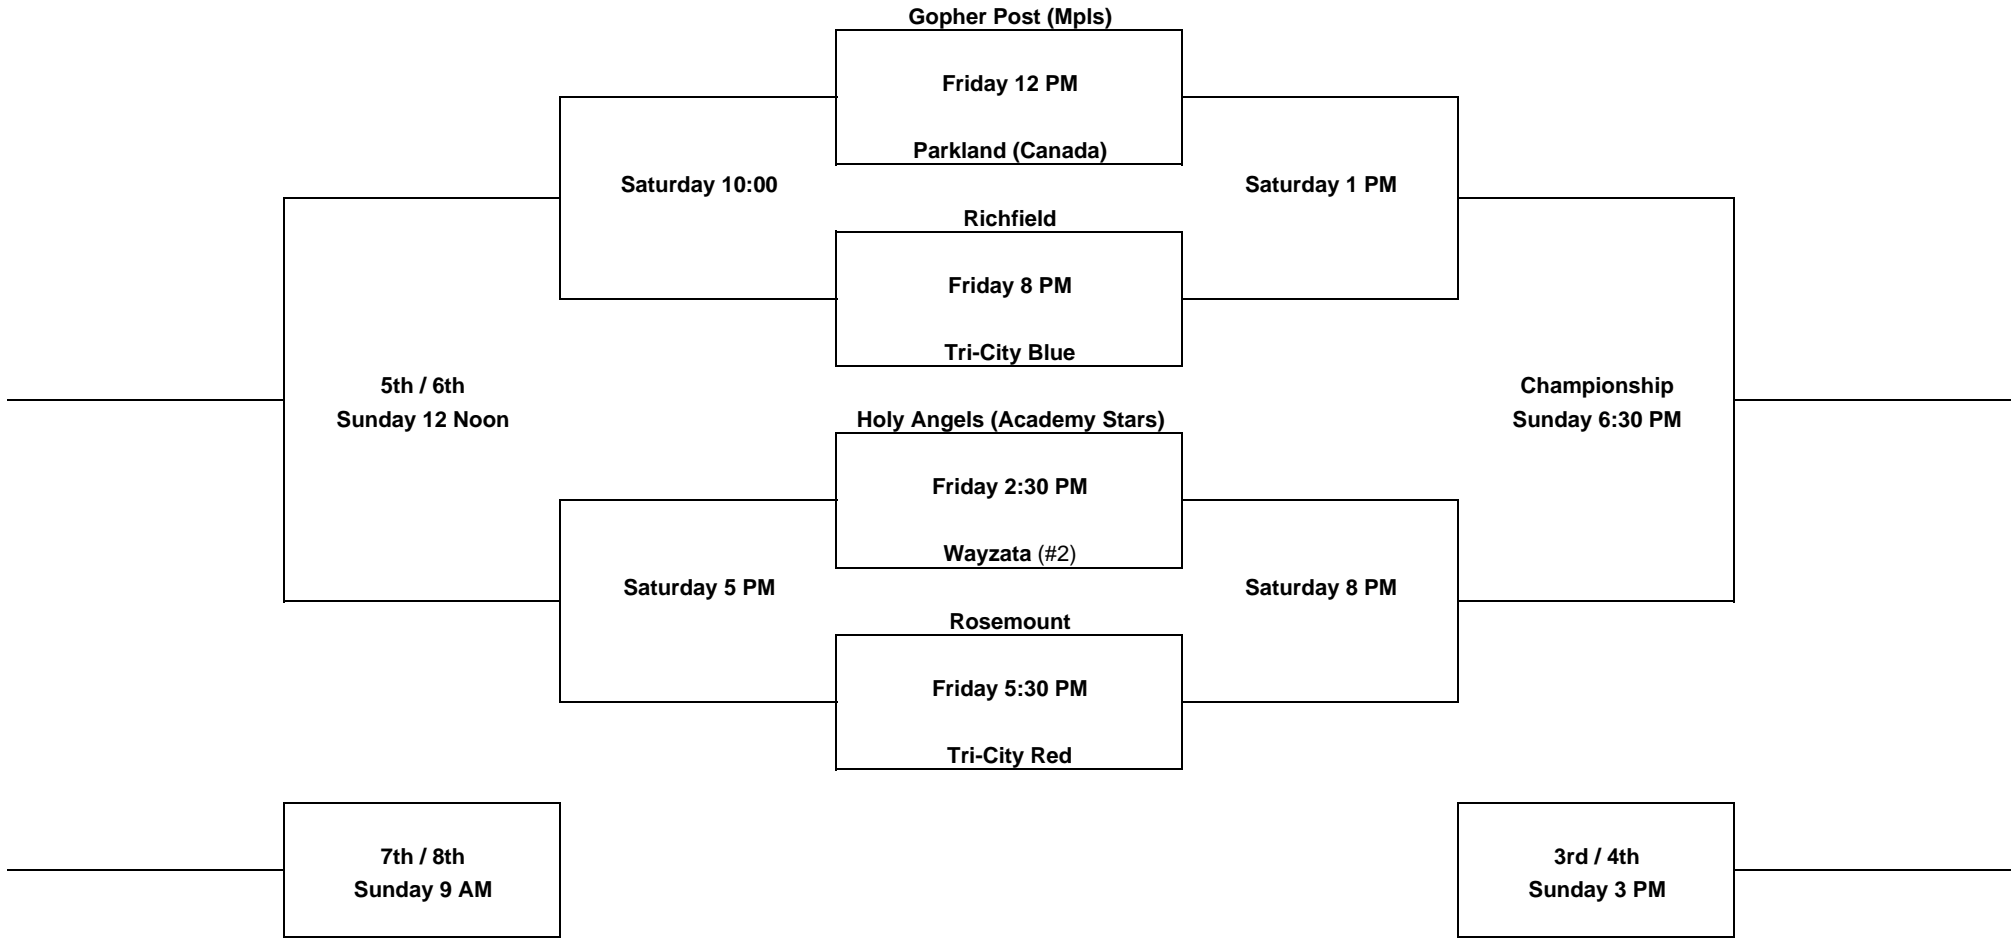 Gopher Post (Mpls)
Friday 12 PM
Parkland (Canada)
Saturday 10:00
Saturday 1 PM
Richfield
Friday 8 PM
Tri-City Blue
5th / 6th
Sunday 12 Noon
Championship
Sunday 6:30 PM
Holy Angels (Academy Stars)
Friday 2:30 PM
Wayzata (#2)
Saturday 5 PM
Saturday 8 PM
Rosemount
Friday 5:30 PM
Tri-City Red
7th / 8th
Sunday 9 AM
3rd / 4th
Sunday 3 PM